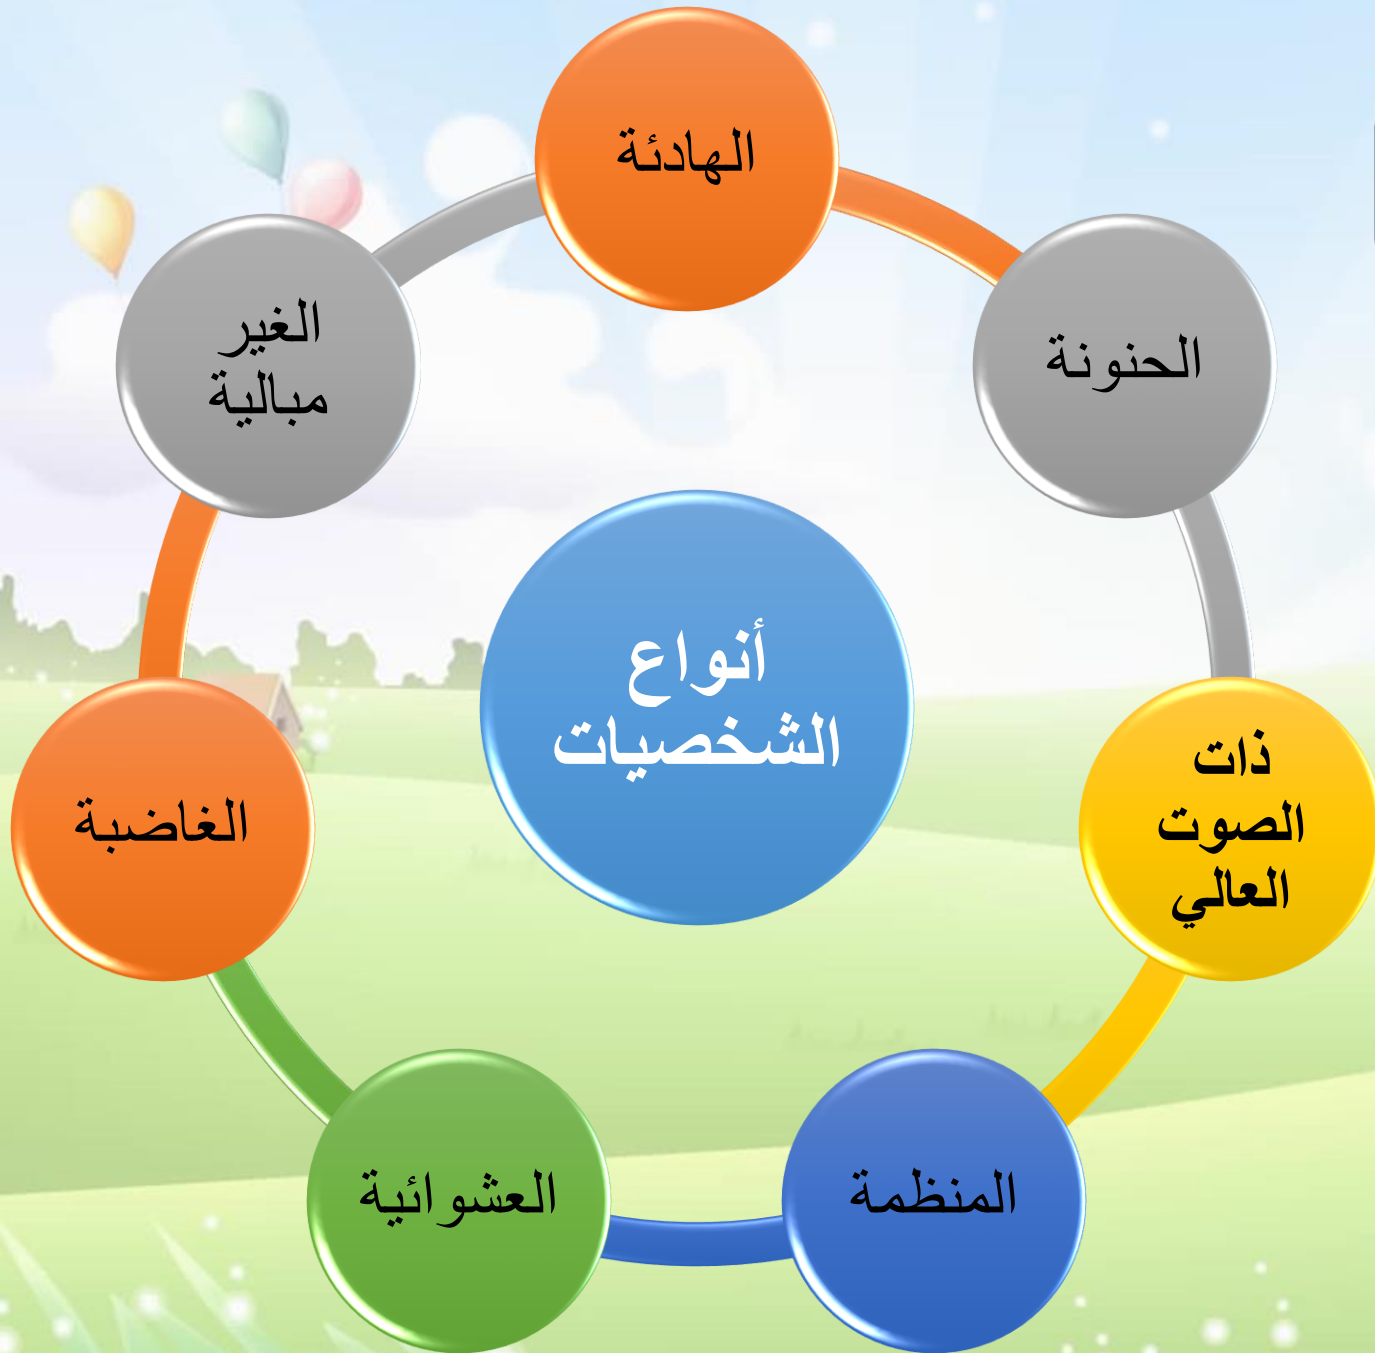 الهادئة
الحنونة
ذات
الصوت
العالي
المنظمة
العشوائية
الغاضبة
الغير
مبالية
أنواع
الشخصيات